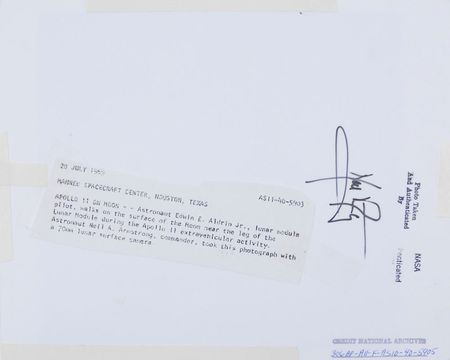 20 JULY 1969
MANNED SPACECRAFT CENTER, HOUSTON, TEXAS
AS11-40-5903
APOLLO 11 ON MOON - - Astronaut Edwin E. Aldrin Jr., lunar module
pilot, walks on the surface of the Moon near the leg of the
Lunar Module during the Apollo 11 extravehicular activity.
Astronaut Neil A. Armstrong, commander, took this photograph with
a 70mm lunar surface camera.
Photo Taken
And Authenticated
By
NASA
CREDIT NATIONAL ARCHIVES